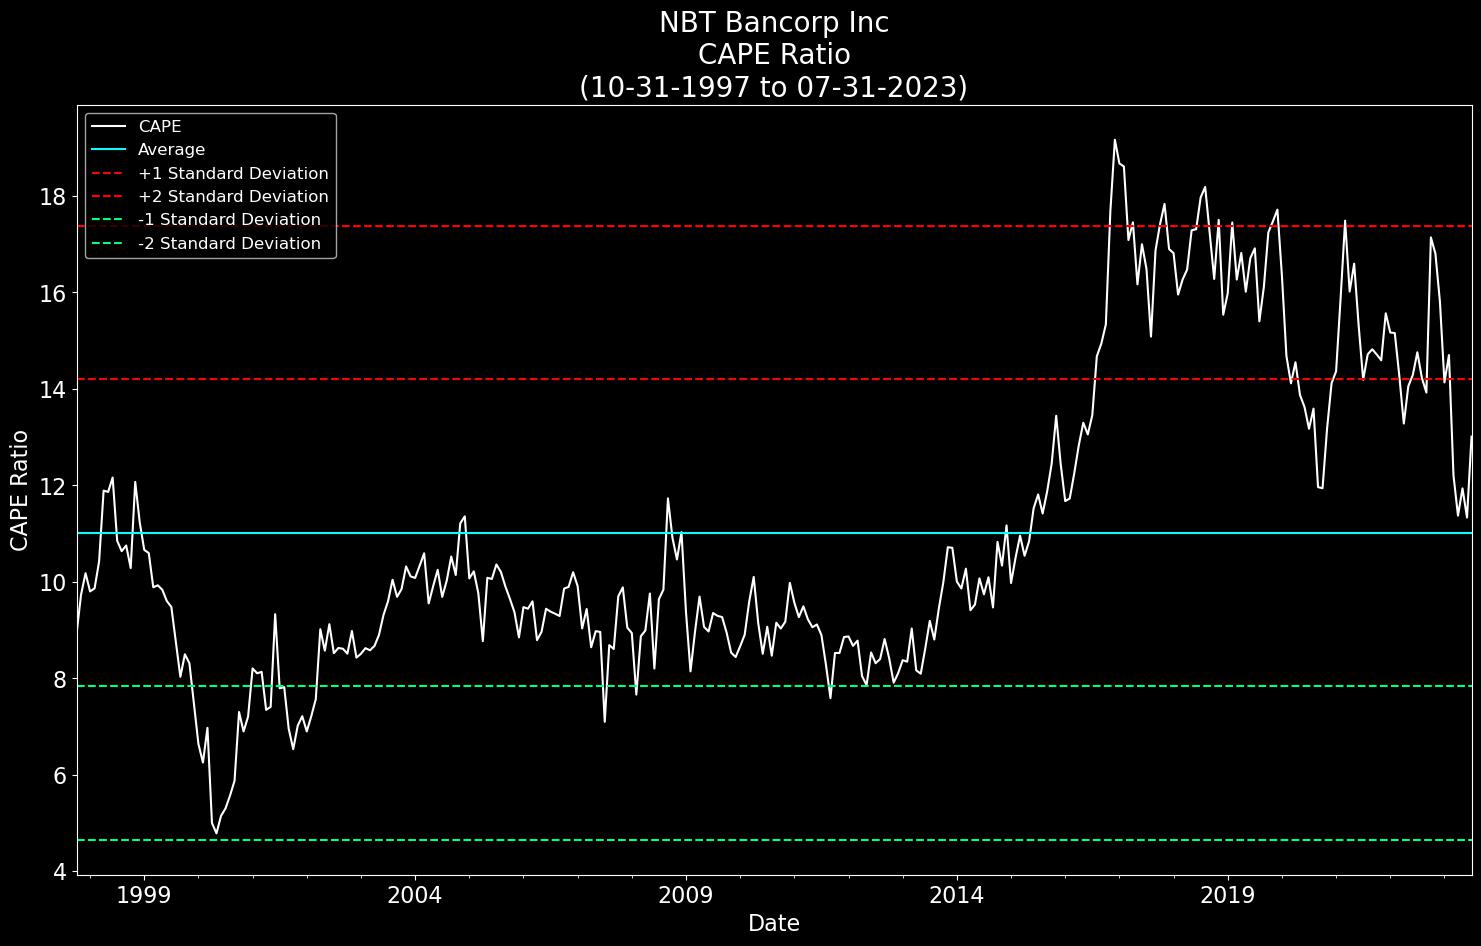 NBT Bancorp Inc
CAPE Ratio
(10-31-1997 to 07-31-2023)
CAPE
Average
+1 Standard Deviation
+2 Standard Deviation
-1 Standard Deviation
-2 Standard Deviation
CAPE Ratio
18
16
14
12
10
8
6
4
1999
2004
2009
2014
2019
Date